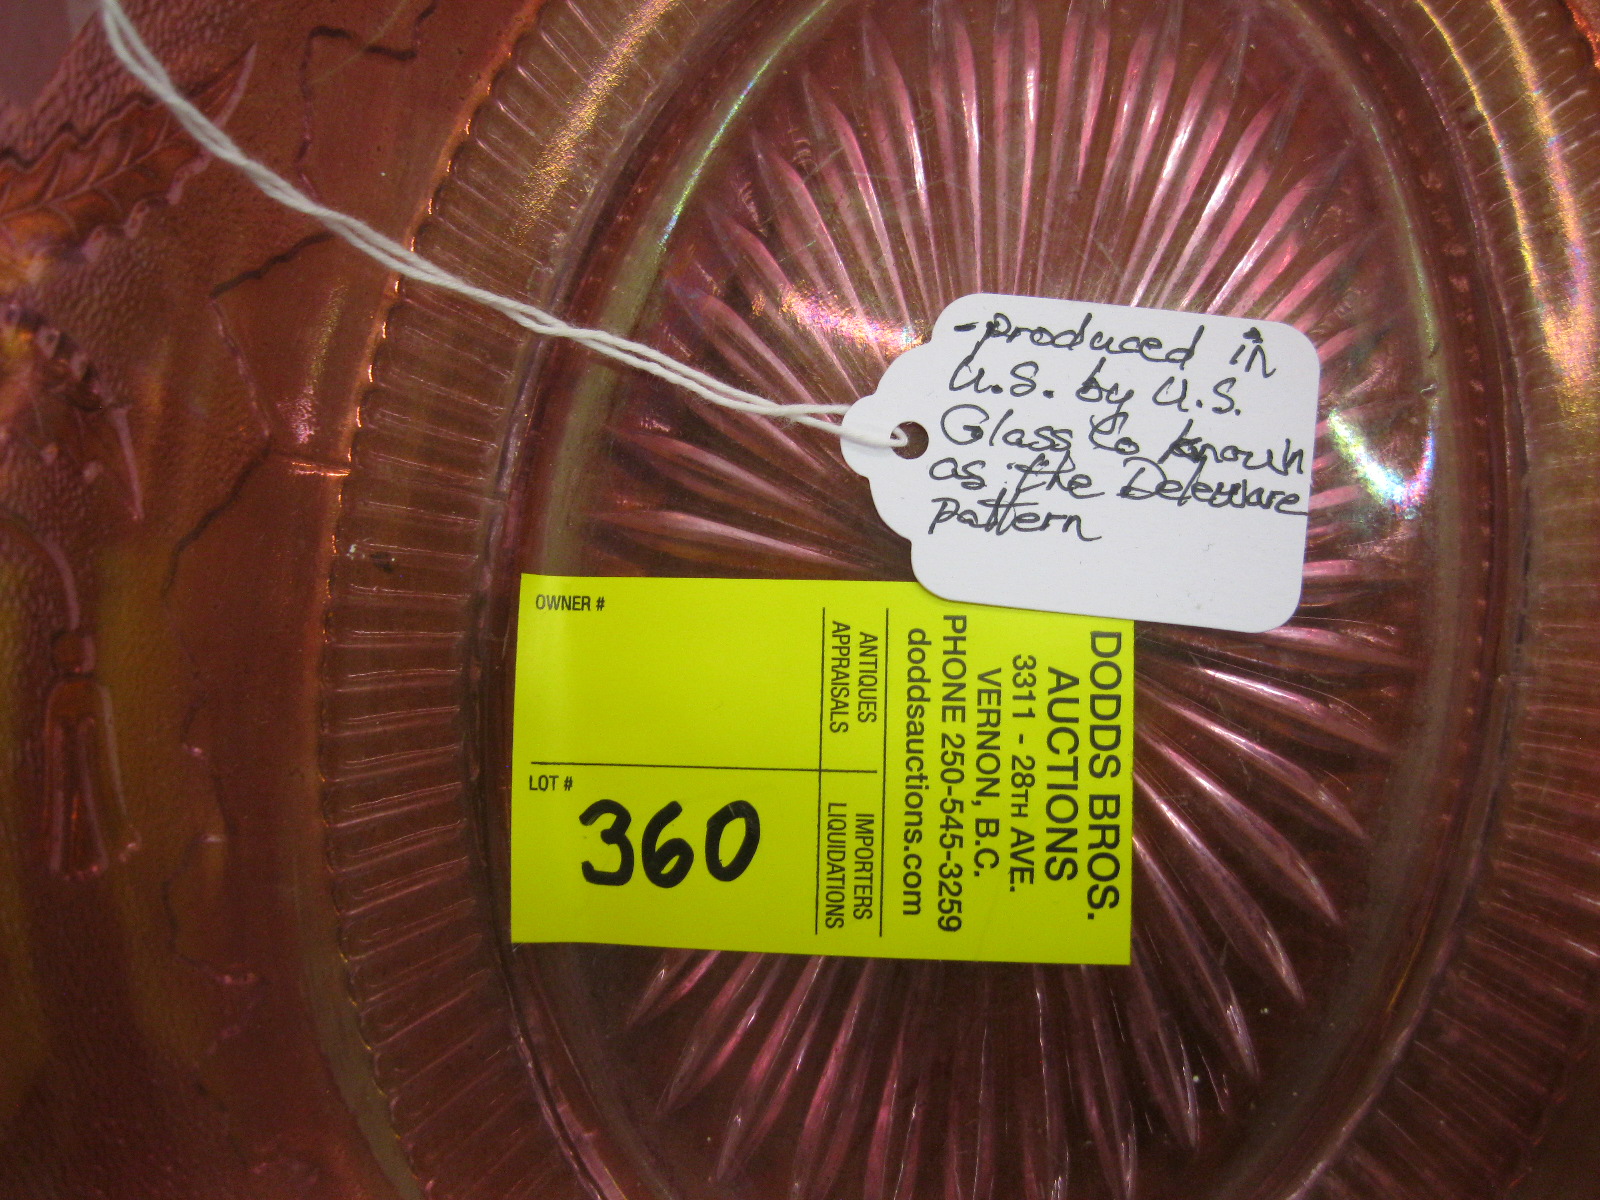 -produced in
U.S. by U.S.
Glass Co known
as the Deleware
pattern
DODDS BROS.
AUCTIONS
3311 - 28TH AVE.
VERNON, B.C.
PHONE 250-545-3259
doddsauctions.com
ANTIQUES
APPRAISALS
IMPORTERS
LIQUIDATIONS
OWNER #
LOT #
360